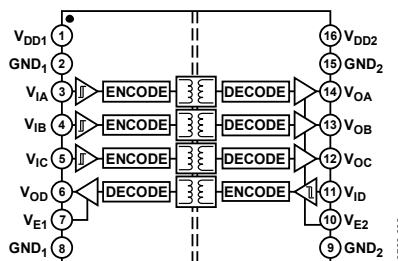 VDD1 1 16 VDD2
GND1 2 15 GND2
VIA 3 ENCODE DECODE 14 VOA
VIB 4 ENCODE DECODE 13 VOB
VIC 5 ENCODE DECODE 12 VOC
VOD 6 DECODE ENCODE 11 VID
VE1 7 10 VE2
GND1 8 9 GND2